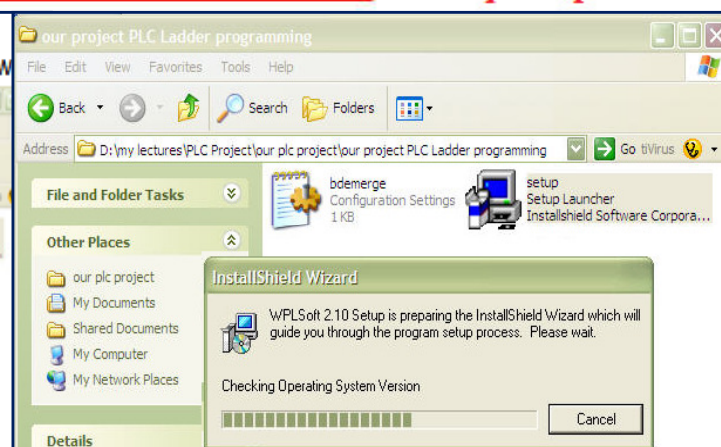 our project PLC Ladder programming
File Edit View Favorites Tools Help
Back Search Folders
Address D:\my lectures\PLC Project\our plc project\our project PLC Ladder programming Go tiVirus
File and Folder Tasks
bdemerge
Configuration Settings
1 KB
setup
Setup Launcher
Installshield Software Corpora...
Other Places
our plc project
My Documents
Shared Documents
My Computer
My Network Places
Details
InstallShield Wizard
WPLSoft 2.10 Setup is preparing the InstallShield Wizard which will
guide you through the program setup process. Please wait.
Checking Operating System Version
Cancel